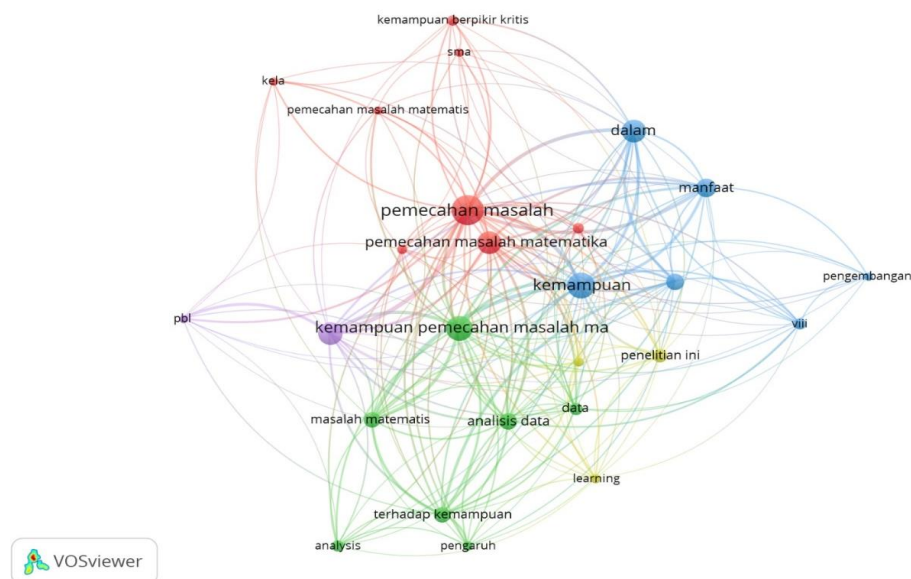 kemampuan berpikir kritis
sma
kela
pemecahan masalah matematis
dalam
manfaat
pemecahan masalah
pemecahan masalah matematika
pengembangan
kemampuan
pbl
viii
kemampuan pemecahan masalah ma
penelitian ini
data
masalah matematis
analisis data
learning
terhadap kemampuan
analysis
pengaruh
VOSviewer